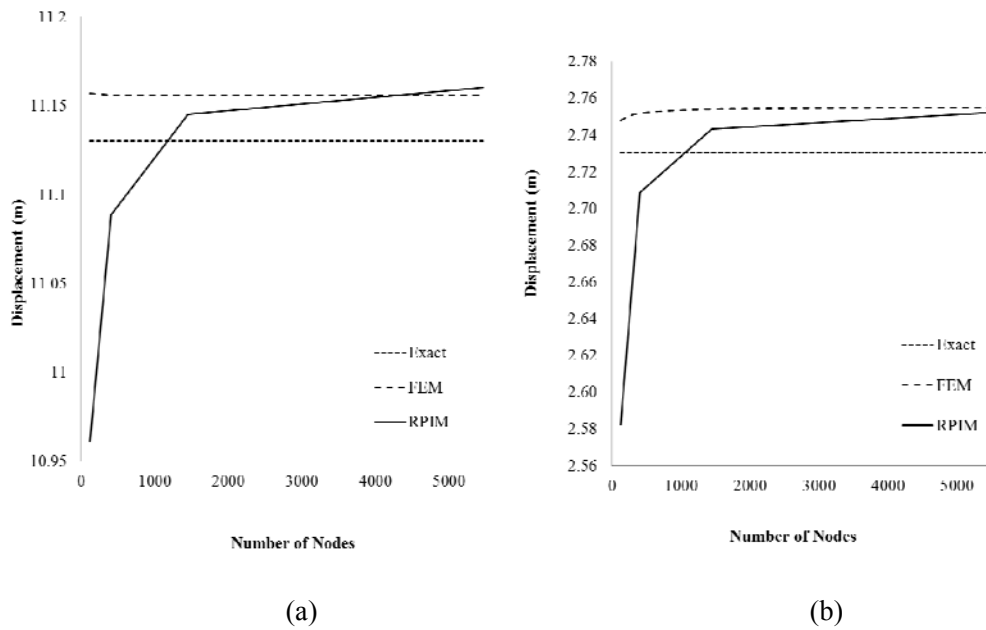 11.2
11.15
11.1
11.05
11
10.95
Displacement (m)
0 1000 2000 3000 4000 5000
Number of Nodes
Exact
FEM
RPIM
(a)
2.78
2.76
2.74
2.72
2.70
2.68
2.66
2.64
2.62
2.60
2.58
2.56
Displacement (m)
0 1000 2000 3000 4000 5000
Number of Nodes
Exact
FEM
RPIM
(b)